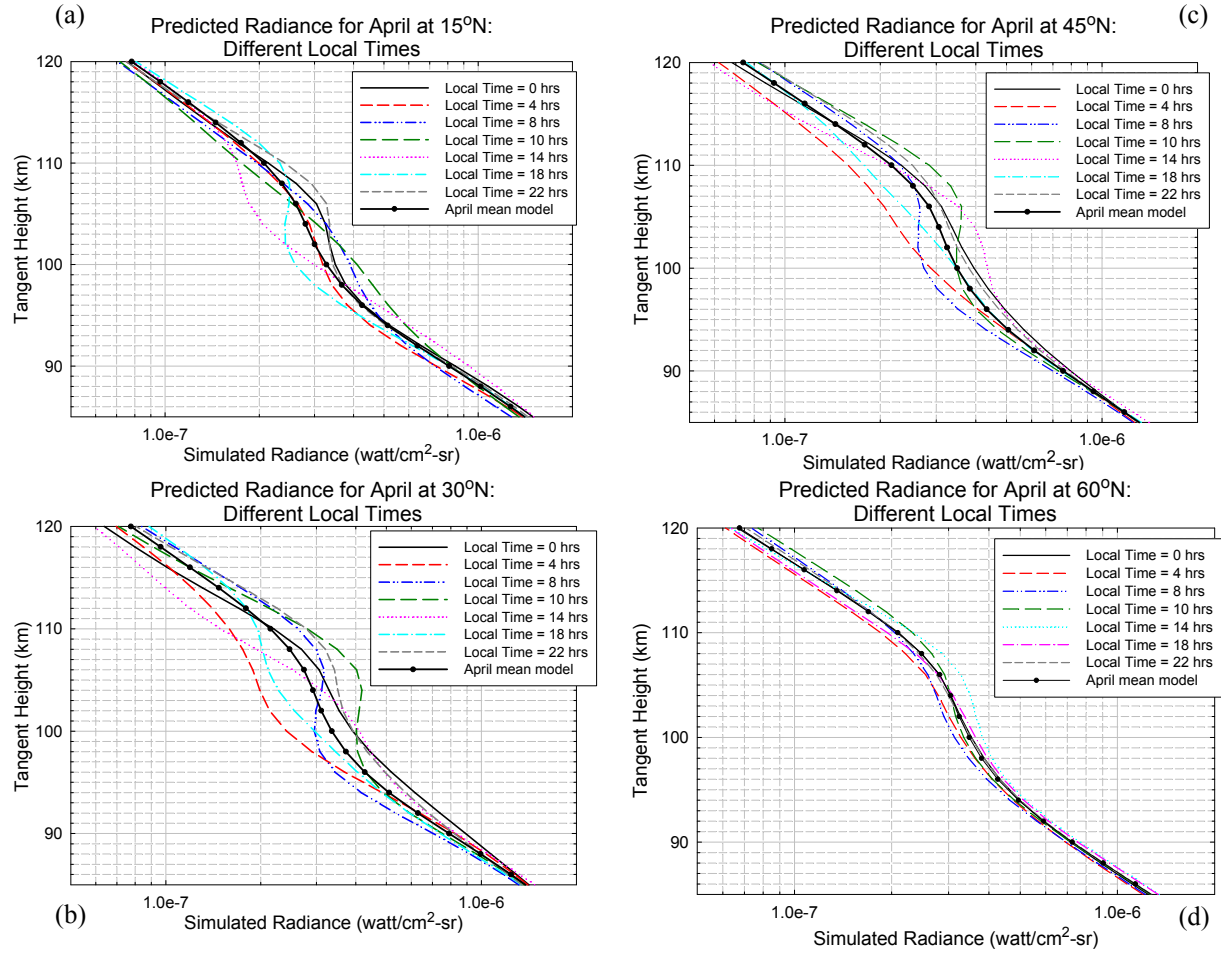 (a)
Predicted Radiance for April at 15°N:
Different Local Times
120
110
100
90
Tangent Height (km)
Local Time = 0 hrs
Local Time = 4 hrs
Local Time = 8 hrs
Local Time = 10 hrs
Local Time = 14 hrs
Local Time = 18 hrs
Local Time = 22 hrs
April mean model
1.0e-7
1.0e-6
Simulated Radiance (watt/cm²-sr)
(c)
Predicted Radiance for April at 45°N:
Different Local Times
120
110
100
90
Tangent Height (km)
Local Time = 0 hrs
Local Time = 4 hrs
Local Time = 8 hrs
Local Time = 10 hrs
Local Time = 14 hrs
Local Time = 18 hrs
Local Time = 22 hrs
April mean model
1.0e-7
1.0e-6
Simulated Radiance (watt/cm²-sr)
Predicted Radiance for April at 30°N:
Different Local Times
120
110
100
90
Tangent Height (km)
Local Time = 0 hrs
Local Time = 4 hrs
Local Time = 8 hrs
Local Time = 10 hrs
Local Time = 14 hrs
Local Time = 18 hrs
Local Time = 22 hrs
April mean model
(b)
1.0e-7
1.0e-6
Simulated Radiance (watt/cm²-sr)
Predicted Radiance for April at 60°N:
Different Local Times
120
110
100
90
Tangent Height (km)
Local Time = 0 hrs
Local Time = 4 hrs
Local Time = 8 hrs
Local Time = 10 hrs
Local Time = 14 hrs
Local Time = 18 hrs
Local Time = 22 hrs
April mean model
1.0e-7
1.0e-6
(d)
Simulated Radiance (watt/cm²-sr)